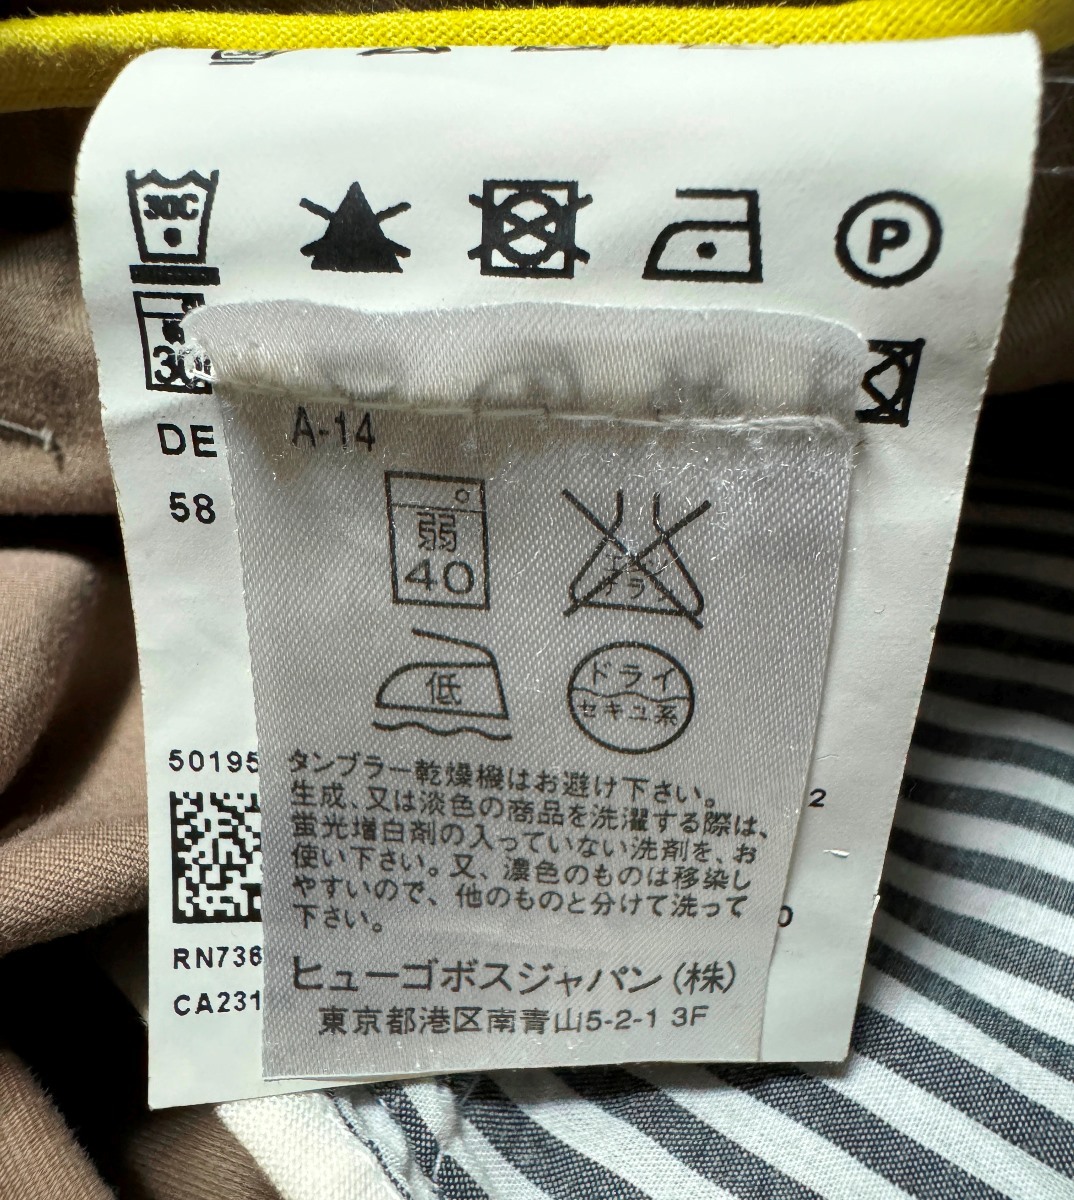 30C
P
30
DE
58
A-14
弱
40
低
ドライ
セキユ系
50195
タンブラー乾燥機はお避け下さい。
生成、又は淡色の商品を洗濯する際は、
蛍光増白剤の入っていない洗剤を、お
使い下さい。又、濃色のものは移染し
やすいので、他のものと分けて洗って
下さい。
2
0
RN736
CA231
ヒューゴボスジャパン(株)
東京都港区南青山5-2-1 3F